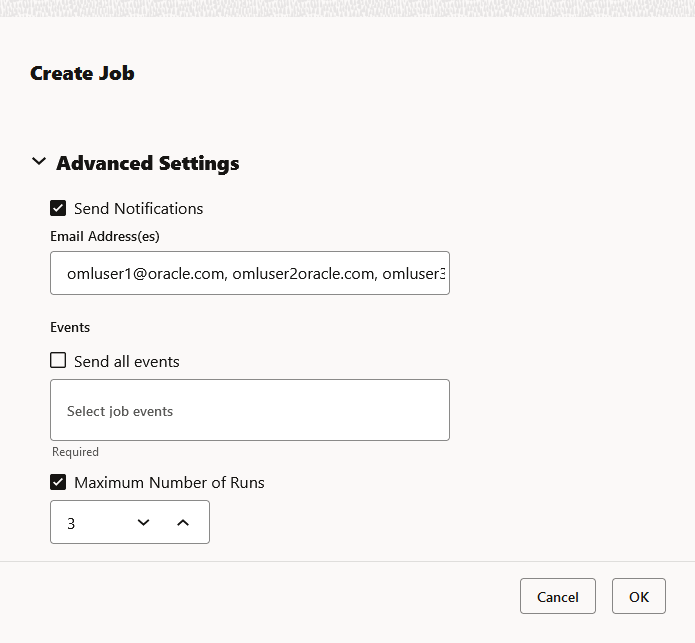 Create Job
Advanced Settings
Send Notifications
Email Address(es)
omluser1@oracle.com, omluser2oracle.com, omluser3
Events
Send all events
Select job events
Required
Maximum Number of Runs
3
Cancel OK